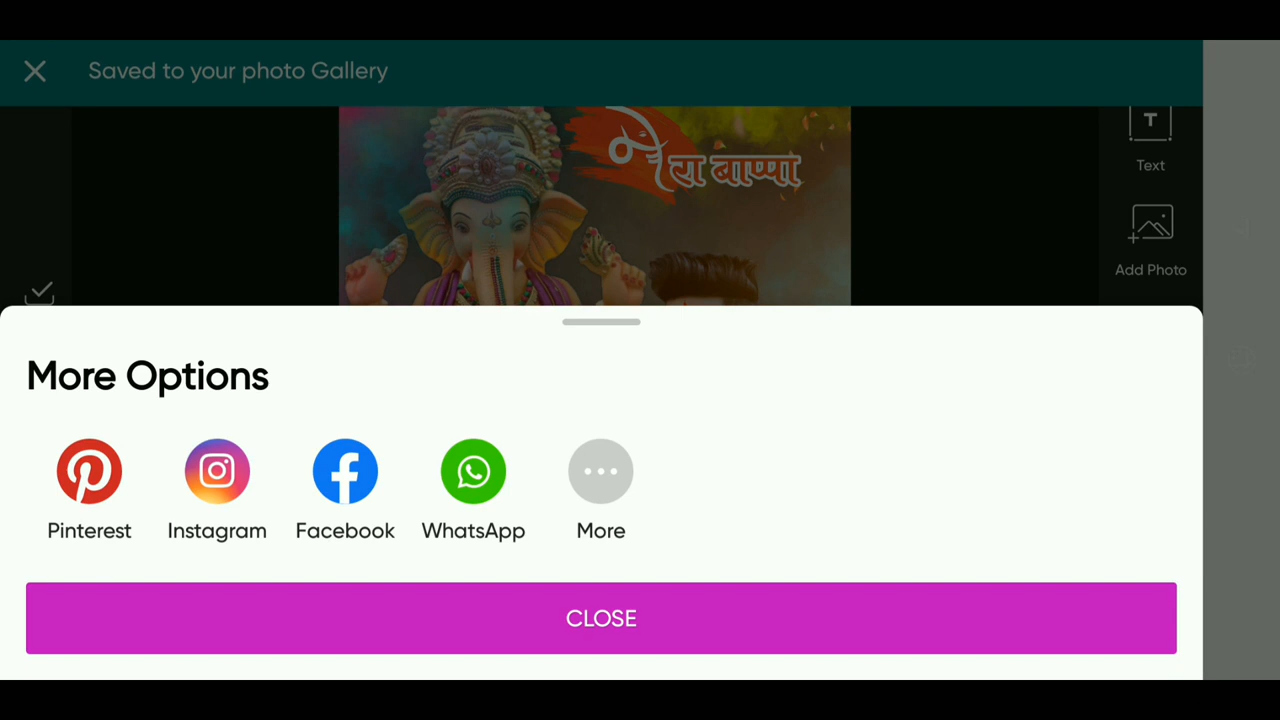 Saved to your photo Gallery
मेरा बाप्पा
T
Text
Add Photo
More Options
Pinterest Instagram Facebook WhatsApp More
CLOSE